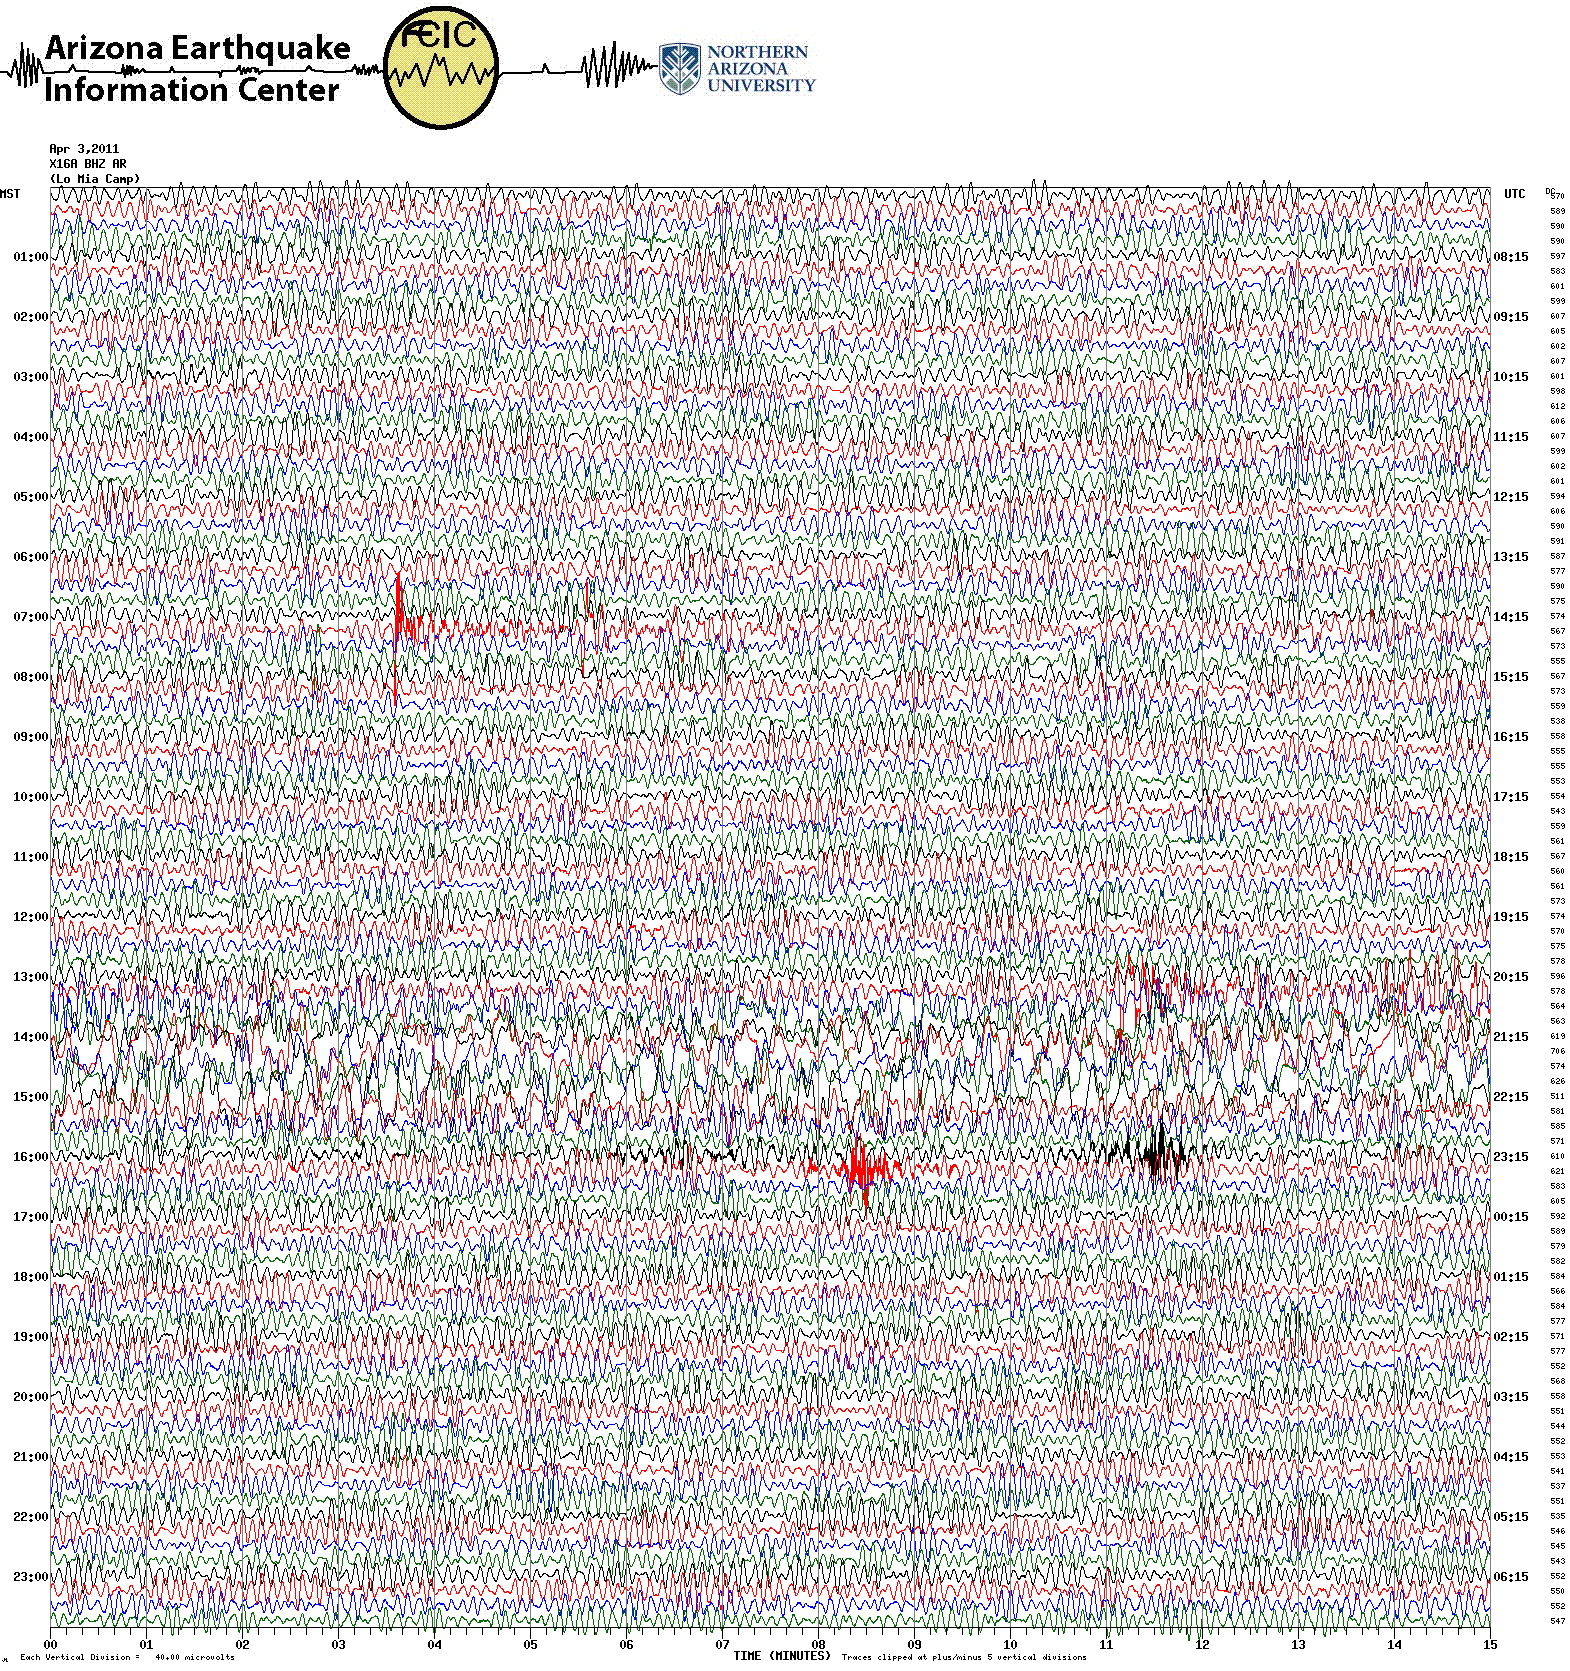 Arizona Earthquake
Information Center
ÆEIC
NORTHERN
ARIZONA
UNIVERSITY
Apr 3,2011
X16A BHZ AR
(Lo Mia Camp)
MST UTC DC
570
589
590
590
01:00 08:15 597
583
601
599
02:00 09:15 607
605
602
607
03:00 10:15 601
598
612
606
04:00 11:15 607
599
602
601
05:00 12:15 594
606
590
591
06:00 13:15 587
577
590
575
07:00 14:15 574
567
573
555
08:00 15:15 567
573
559
538
09:00 16:15 558
555
555
553
10:00 17:15 554
543
559
561
11:00 18:15 567
560
561
573
12:00 19:15 574
570
575
578
13:00 20:15 596
578
564
563
14:00 21:15 619
706
574
626
15:00 22:15 511
581
585
571
16:00 23:15 610
621
583
605
17:00 00:15 592
589
579
582
18:00 01:15 584
566
584
577
19:00 02:15 571
577
552
568
20:00 03:15 558
551
544
552
21:00 04:15 553
541
537
551
22:00 05:15 535
546
545
543
23:00 06:15 552
550
552
547
00 01 02 03 04 05 06 07 08 09 10 11 12 13 14 15
TIME (MINUTES) Traces clipped at plus/minus 5 vertical divisions
Each Vertical Division = 40.00 microvolts